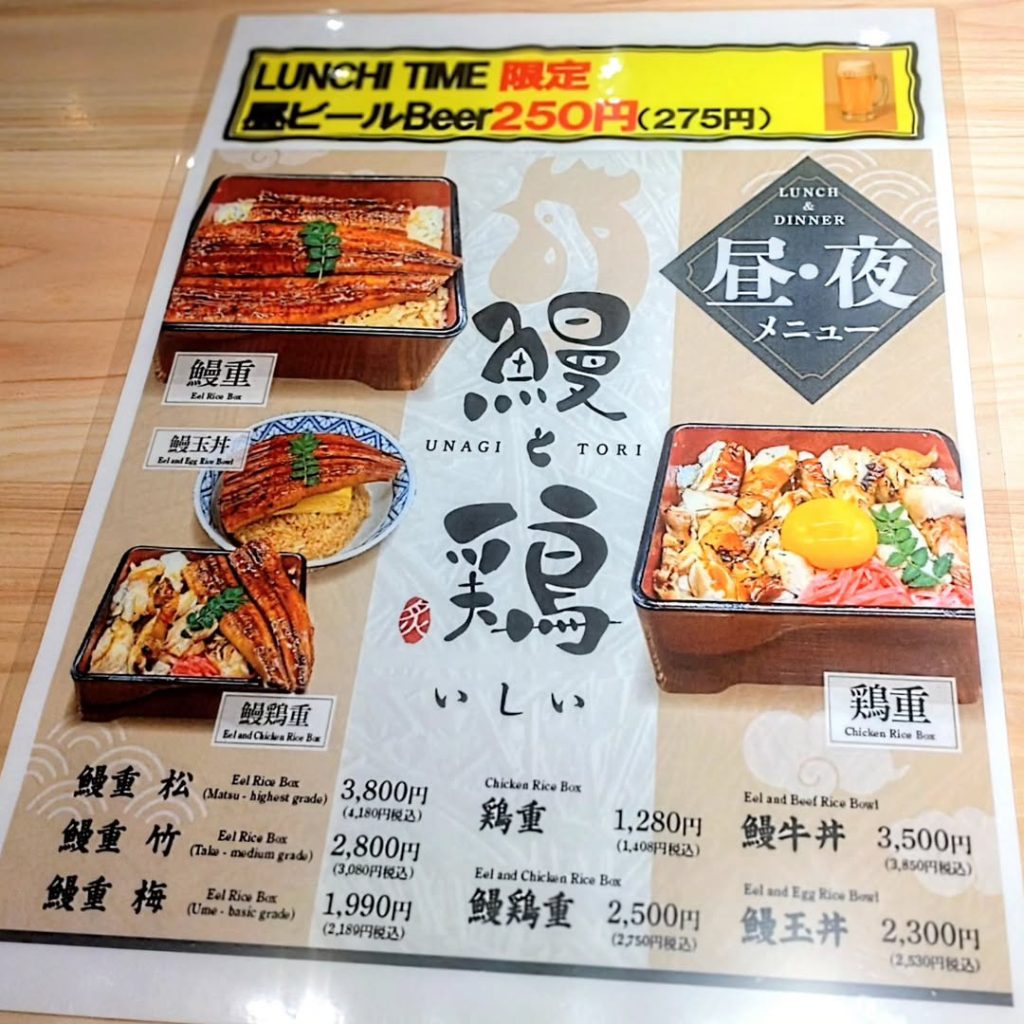 LUNCHI TIME 限定
昼ビールBeer250円(275円)
LUNCH
&
DINNER
昼・夜
メニュー
鰻重
Eel Rice Box
鰻玉丼
Eel and Egg Rice Bowl
鰻鶏重
Eel and Chicken Rice Box
鰻
UNAGI と TORI
鶏
いしい
鶏重
Chicken Rice Box
鰻重 松 Eel Rice Box
(Matsu - highest grade) 3,800円
(4,180円税込)
鰻重 竹 Eel Rice Box
(Take - medium grade) 2,800円
(3,080円税込)
鰻重 梅 Eel Rice Box
(Ume - basic grade) 1,990円
(2,189円税込)
Chicken Rice Box
鶏重 1,280円
(1,408円税込)
Eel and Chicken Rice Box
鰻鶏重 2,500円
(2,750円税込)
Eel and Beef Rice Bowl
鰻牛丼 3,500円
(3,850円税込)
Eel and Egg Rice Bowl
鰻玉丼 2,300円
(2,530円税込)